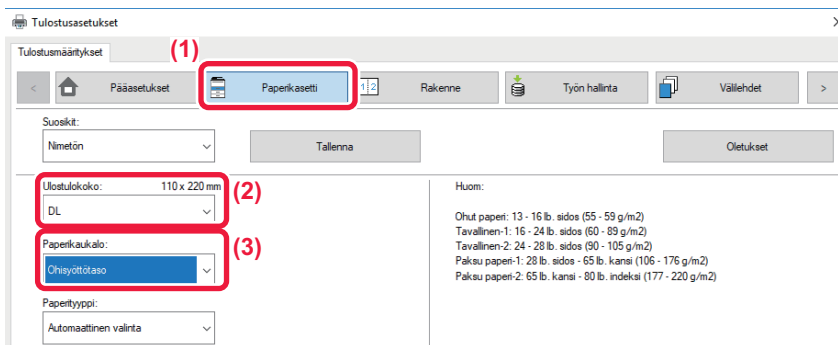 Tulostusasetukset
Tulostusmääritykset
(1)
< Pääasetukset Paperikasetti 1 2 Rakenne Työn hallinta Välilehdet >
Suosikit:
Nimetön Tallenna Oletukset
Ulostulokoko: 110 x 220 mm (2)
DL
Paperikaukalo: (3)
Ohisyöttötaso
Paperityyppi:
Automaattinen valinta
Huom:
Ohut paperi: 13 - 16 lb. sidos (55 - 59 g/m2)
Tavallinen-1: 16 - 24 lb. sidos (60 - 89 g/m2)
Tavallinen-2: 24 - 28 lb. sidos (90 - 105 g/m2)
Paksu paperi-1: 28 lb. sidos - 65 lb. kansi (106 - 176 g/m2)
Paksu paperi-2: 65 lb. kansi - 80 lb. indeksi (177 - 220 g/m2)